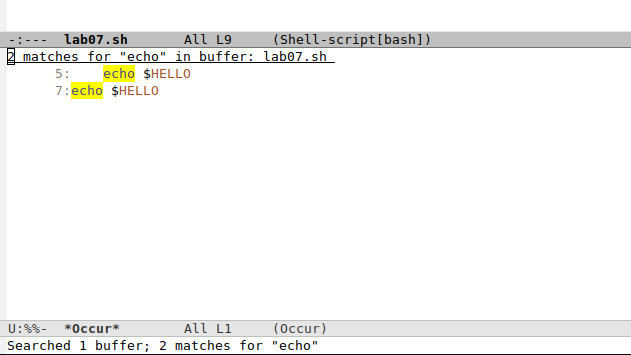 -:--- lab07.sh All L9 (Shell-script[bash])
2 matches for "echo" in buffer: lab07.sh
5: echo $HELLO
7:echo $HELLO
U:%%- *Occur* All L1 (Occur)
Searched 1 buffer; 2 matches for "echo"